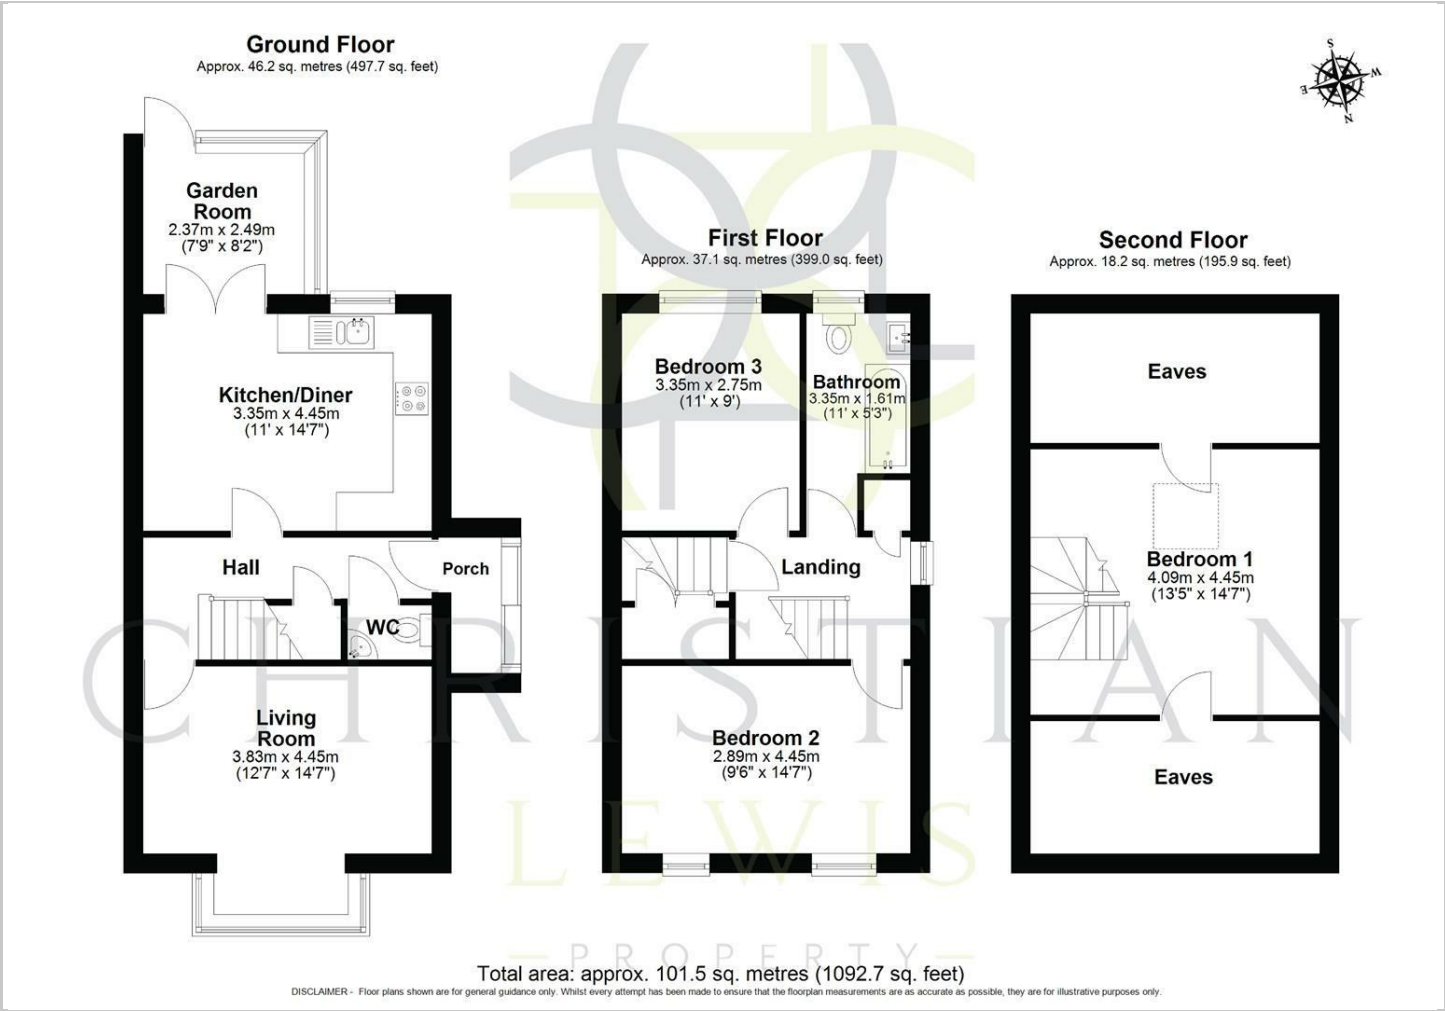 Ground Floor
Approx. 46.2 sq. metres (497.7 sq. feet)
Garden
Room
2.37m x 2.49m
(7'9" x 8'2")
Kitchen/Diner
3.35m x 4.45m
(11' x 14'7")
Hall
Porch
WC
Living
Room
3.83m x 4.45m
(12'7" x 14'7")
First Floor
Approx. 37.1 sq. metres (399.0 sq. feet)
Bedroom 3
3.35m x 2.75m
(11' x 9')
Bathroom
3.35m x 1.61m
(11' x 5'3")
Landing
Bedroom 2
2.89m x 4.45m
(9'6" x 14'7")
S
W
E
N
Second Floor
Approx. 18.2 sq. metres (195.9 sq. feet)
Eaves
Bedroom 1
4.09m x 4.45m
(13'5" x 14'7")
Eaves
CHRISTIAN
LEWIS
PROPERTY
Total area: approx. 101.5 sq. metres (1092.7 sq. feet)
DISCLAIMER - Floor plans shown are for general guidance only. Whilst every attempt has been made to ensure that the floorplan measurements are as accurate as possible, they are for illustrative purposes only.